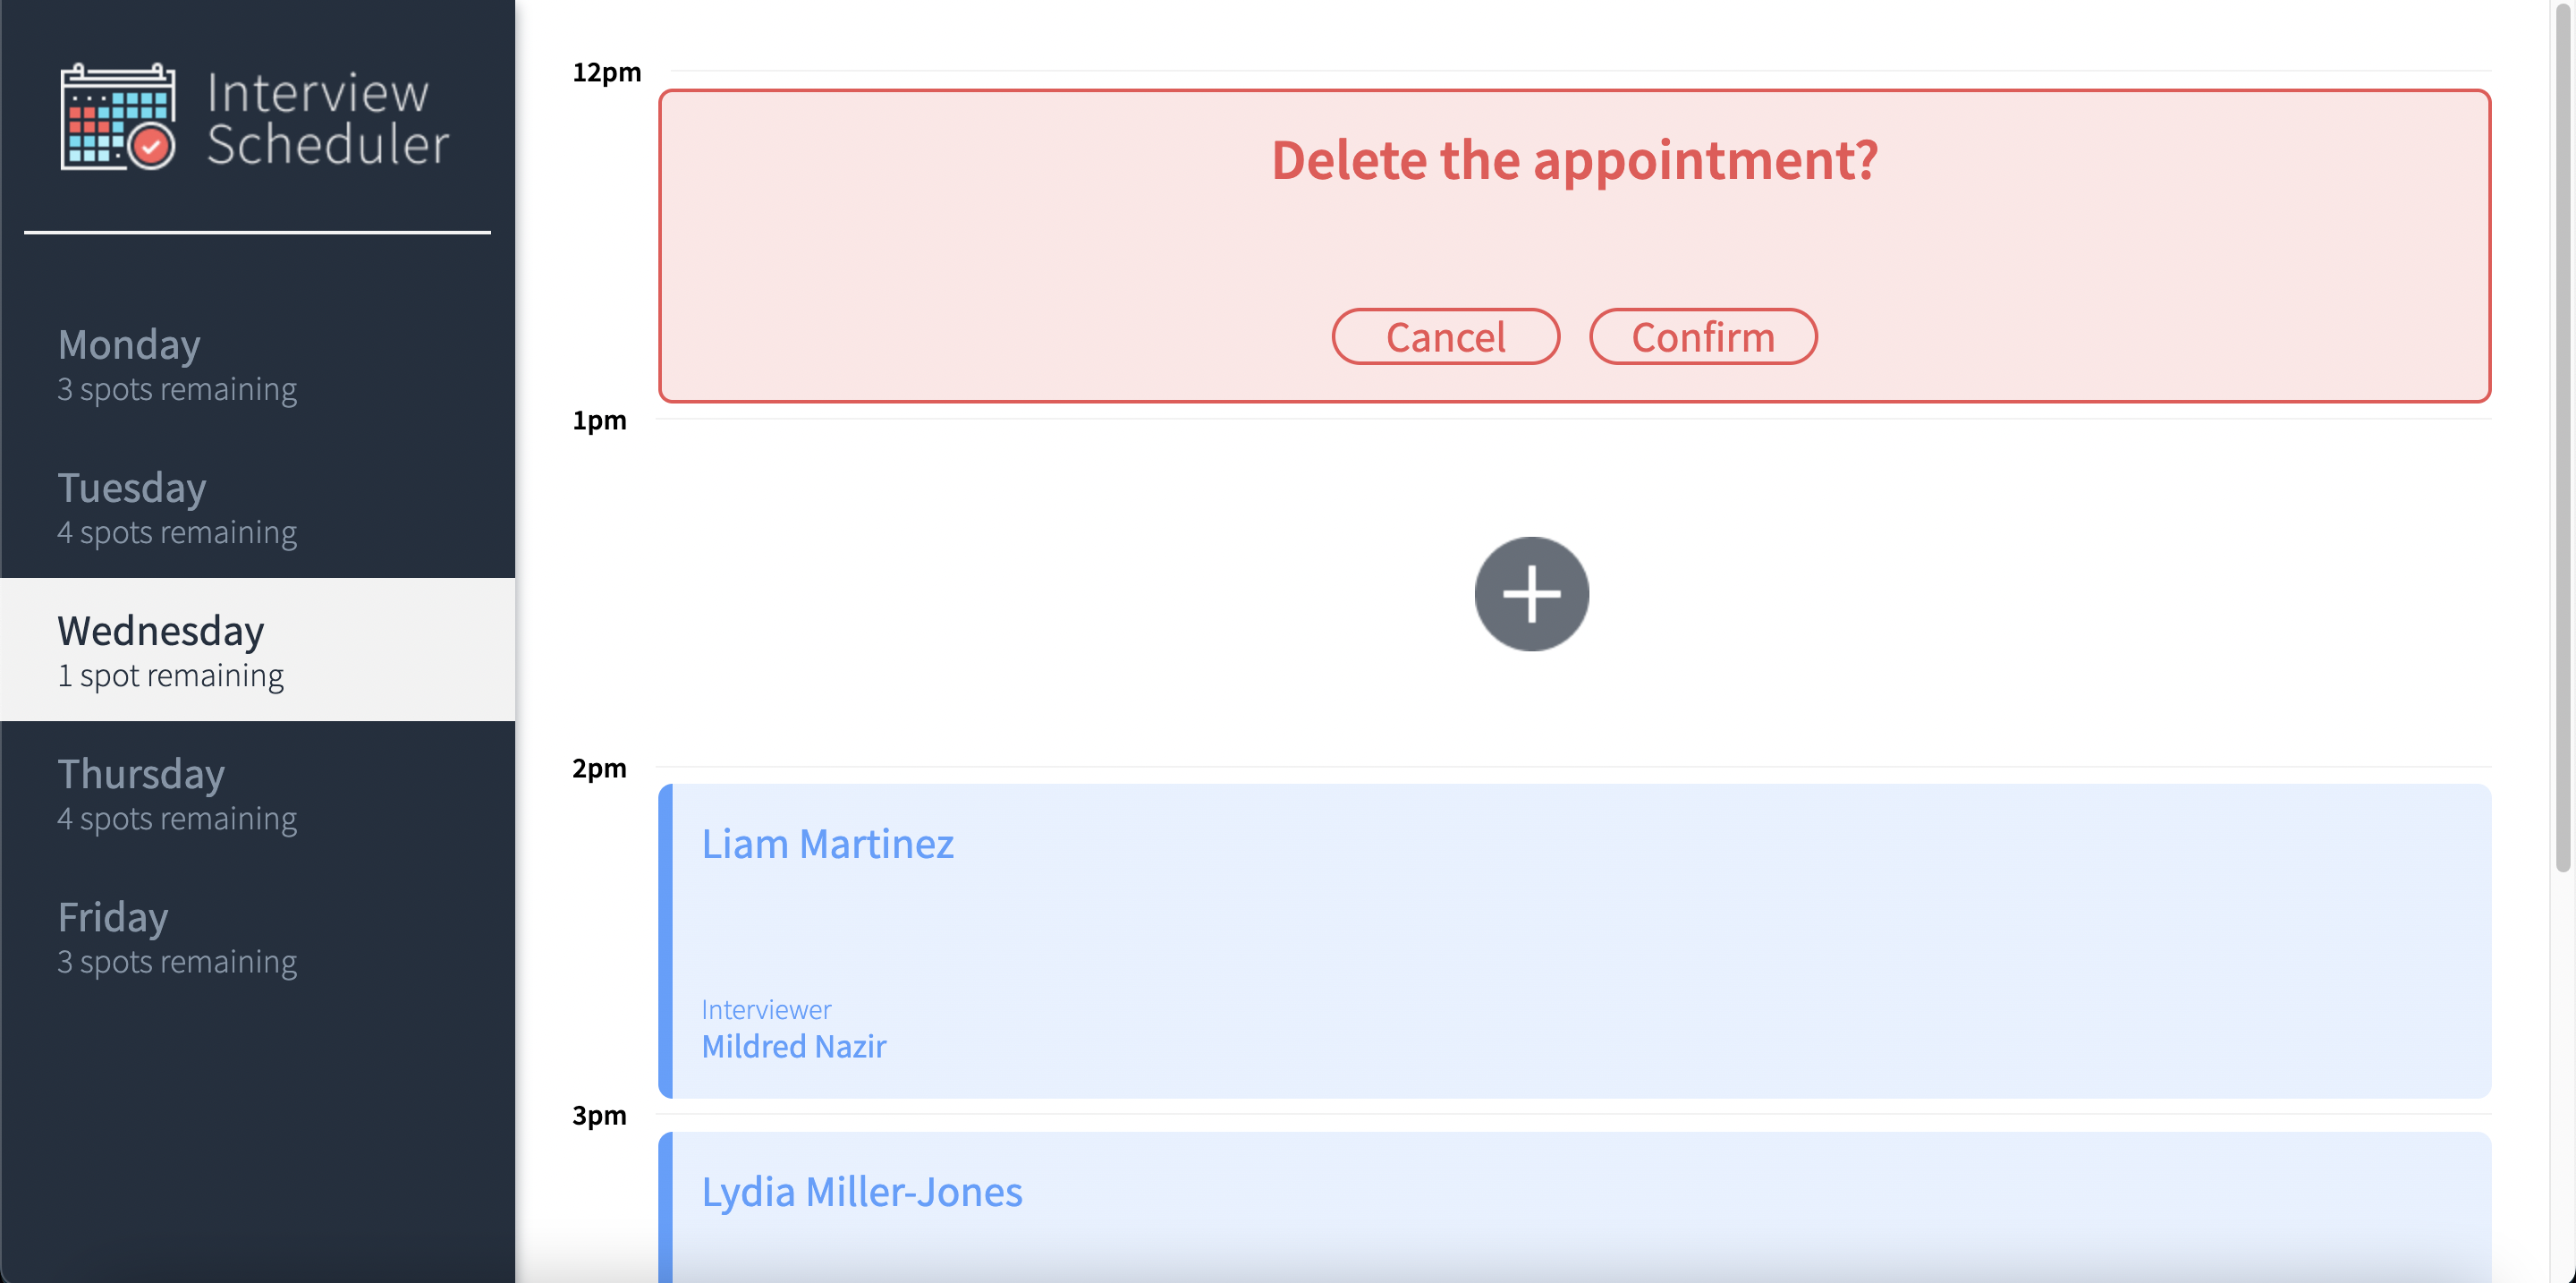 Interview
Scheduler
Monday
3 spots remaining
Tuesday
4 spots remaining
Wednesday
1 spot remaining
Thursday
4 spots remaining
Friday
3 spots remaining
12pm
Delete the appointment?
Cancel Confirm
1pm
2pm
Liam Martinez
Interviewer
Mildred Nazir
3pm
Lydia Miller-Jones